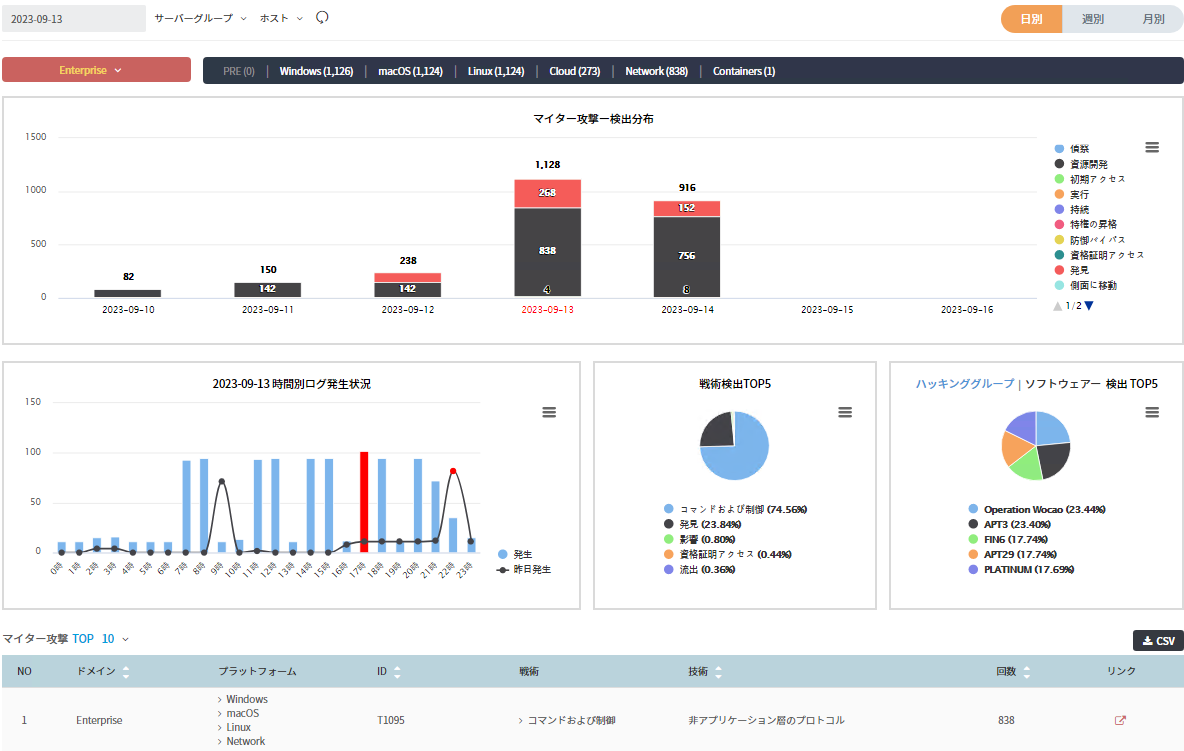 2023-09-13 サーバーグループ ホスト 日別 週別 月別
Enterprise PRE (0) Windows (1,126) macOS (1,124) Linux (1,124) Cloud (273) Network (838) Containers (1)
マイター攻撃ー検出分布
1500
1000
500
0
82
150
142
238
142
1,128
268
838
4
916
152
756
8
2023-09-10 2023-09-11 2023-09-12 2023-09-13 2023-09-14 2023-09-15 2023-09-16
偵察
資源開発
初期アクセス
実行
持続
特権の昇格
防御バイパス
資格証明アクセス
発見
側面に移動
1/2
2023-09-13 時間別ログ発生状況
150
100
50
0
0時 1時 2時 3時 4時 5時 6時 7時 8時 9時 10時 11時 12時 13時 14時 15時 16時 17時 18時 19時 20時 21時 22時 23時
発生
昨日発生
戦術検出TOP5
コマンドおよび制御 (74.56%)
発見 (23.84%)
影響 (0.80%)
資格証明アクセス (0.44%)
流出 (0.36%)
ハッキンググループ | ソフトウェアー 検出 TOP5
Operation Wocao (23.44%)
APT3 (23.40%)
FIN6 (17.74%)
APT29 (17.74%)
PLATINUM (17.69%)
マイター攻撃 TOP 10
CSV
NO ドメイン プラットフォーム ID 戦術 技術 回数 リンク
1 Enterprise
Windows
macOS
Linux
Network
T1095 コマンドおよび制御 非アプリケーション層のプロトコル 838